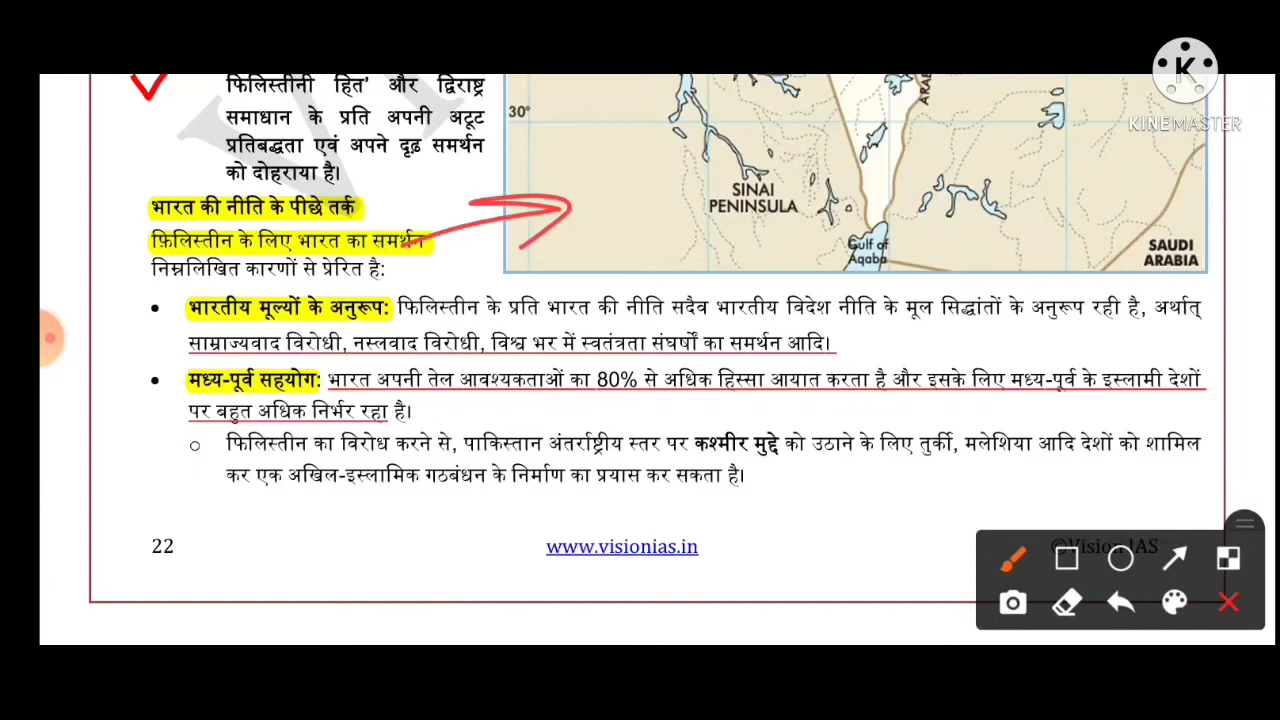 फिलिस्तीनी हित' और द्विराष्ट्र
समाधान के प्रति अपनी अटूट
प्रतिबद्धता एवं अपने दृढ़ समर्थन
को दोहराया है।
भारत की नीति के पीछे तर्क
फ़िलिस्तीन के लिए भारत का समर्थन
निम्नलिखित कारणों से प्रेरित है:
30°
SINAI
PENINSULA
Gulf of
Aqaba
SAUDI
ARABIA
KINEMASTER
• भारतीय मूल्यों के अनुरूप: फिलिस्तीन के प्रति भारत की नीति सदैव भारतीय विदेश नीति के मूल सिद्धांतों के अनुरूप रही है, अर्थात्
साम्राज्यवाद विरोधी, नस्लवाद विरोधी, विश्व भर में स्वतंत्रता संघर्षों का समर्थन आदि।
• मध्य-पूर्व सहयोग: भारत अपनी तेल आवश्यकताओं का 80% से अधिक हिस्सा आयात करता है और इसके लिए मध्य-पूर्व के इस्लामी देशों
पर बहुत अधिक निर्भर रहा है।
o फिलिस्तीन का विरोध करने से, पाकिस्तान अंतर्राष्ट्रीय स्तर पर कश्मीर मुद्दे को उठाने के लिए तुर्की, मलेशिया आदि देशों को शामिल
कर एक अखिल-इस्लामिक गठबंधन के निर्माण का प्रयास कर सकता है।
22
www.visionias.in
©Vision IAS